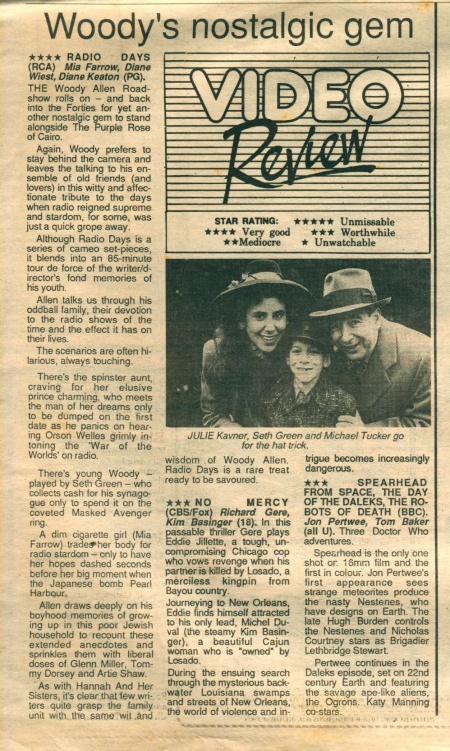 Woody's nostalgic gem
★★★★ RADIO DAYS
(RCA) Mia Farrow, Diane
Wiest, Diane Keaton (PG).
THE Woody Allen Road-
show rolls on – and back
into the Forties for yet an-
other nostalgic gem to stand
alongside The Purple Rose
of Cairo.
Again, Woody prefers to
stay behind the camera and
leaves the talking to his en-
semble of old friends (and
lovers) in this witty and affec-
tionate tribute to the days
when radio reigned supreme
and stardom, for some, was
just a quick grope away.
Although Radio Days is a
series of cameo set-pieces,
it blends into an 85-minute
tour de force of the writer/d-
irector's fond memories of
his youth.
Allen talks us through his
oddball family, their devotion
to the radio shows of the
time and the effect it has on
their lives.
The scenarios are often hi-
larious, always touching.
There's the spinster aunt,
craving for her elusive
prince charming, who meets
the man of her dreams only
to be dumped on the first
date as he panics on hear-
ing Orson Welles grimly in-
toning the 'War of the
Worlds' on radio.
There's young Woody –
played by Seth Green – who
collects cash for his synago-
gue only to spend it on the
coveted Masked Avenger
ring.
A dim cigarette girl (Mia
Farrow) trades her body for
radio stardom – only to have
her hopes dashed seconds
before her big moment when
the Japanese bomb Pearl
Harbour.
Allen draws deeply on his
boyhood memories of grow-
ing up in this poor Jewish
household to recount these
extended anecdotes and
sprinkles them with liberal
doses of Glenn Miller, Tom-
my Dorsey and Artie Shaw.
As with Hannah And Her
Sisters, it's clear that few wri-
ters quite grasp the family
unit with the same wit and
VIDEO
Review
STAR RATING: ★★★★★ Unmissable
★★★★ Very good ★★★ Worthwhile
★★Mediocre ★ Unwatchable
JULIE Kavner, Seth Green and Michael Tucker go
for the hat trick.
wisdom of Woody Allen.
Radio Days is a rare treat
ready to be savoured.
★★★ NO MERCY
(CBS/Fox) Richard Gere,
Kim Basinger (18). In this
passable thriller Gere plays
Eddie Jillette, a tough, un-
compromising Chicago cop
who vows revenge when his
partner is killed by Losado, a
merciless kingpin from
Bayou country.
Journeying to New Orleans,
Eddie finds himself attracted
to his only lead, Michel Du-
val (the steamy Kim Basin-
ger), a beautiful Cajun
woman who is "owned" by
Losado.
During the ensuing search
through the mysterious back-
water Louisiana swamps
and streets of New Orleans,
the world of violence and in-
trigue becomes increasingly
dangerous.
★★★ SPEARHEAD
FROM SPACE, THE DAY
OF THE DALEKS, THE RO-
BOTS OF DEATH (BBC).
Jon Pertwee, Tom Baker
(all U). Three Doctor Who
adventures.
Spearhead is the only one
shot on 16mm film and the
first in colour. Jon Pertwee's
first appearance sees
strange meteorites produce
the nasty Nestenes, who
have designs on Earth. The
late Hugh Burden controls
the Nestenes and Nicholas
Courtney stars as Brigadier
Lethbridge Stewart.
Pertwee continues in the
Daleks episode, set on 22nd
century Earth and featuring
the savage ape-like aliens,
the Ogrons. Katy Manning
co-stars.